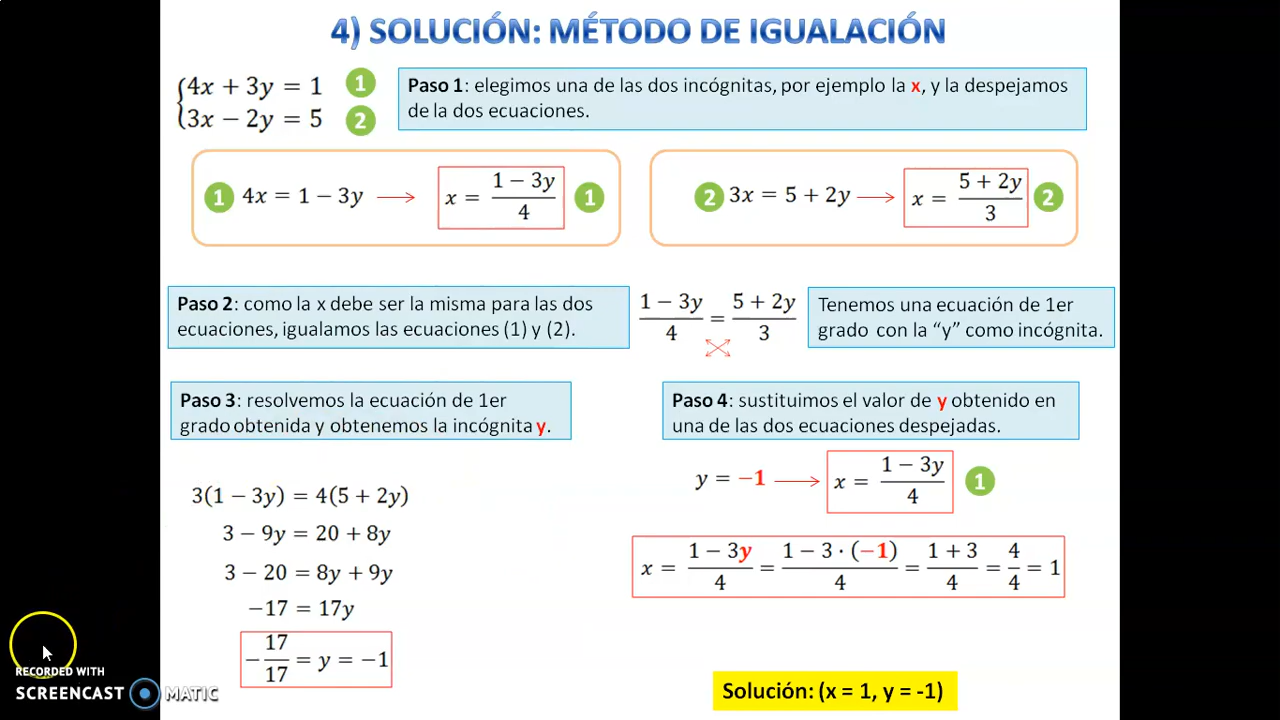 4) SOLUCIÓN: MÉTODO DE IGUALACIÓN
4x + 3y = 1 1
3x − 2y = 5 2
Paso 1: elegimos una de las dos incógnitas, por ejemplo la x, y la despejamos
de la dos ecuaciones.
1 4x = 1 − 3y → x = (1 − 3y)/4 1
2 3x = 5 + 2y → x = (5 + 2y)/3 2
Paso 2: como la x debe ser la misma para las dos
ecuaciones, igualamos las ecuaciones (1) y (2).
(1 − 3y)/4 = (5 + 2y)/3
Tenemos una ecuación de 1er
grado con la “y” como incógnita.
Paso 3: resolvemos la ecuación de 1er
grado obtenida y obtenemos la incógnita y.
3(1 − 3y) = 4(5 + 2y)
3 − 9y = 20 + 8y
3 − 20 = 8y + 9y
−17 = 17y
−17/17 = y = −1
Paso 4: sustituimos el valor de y obtenido en
una de las dos ecuaciones despejadas.
y = −1 → x = (1 − 3y)/4 1
x = (1 − 3y)/4 = (1 − 3 · (−1))/4 = (1 + 3)/4 = 4/4 = 1
Solución: (x = 1, y = -1)
RECORDED WITH
SCREENCAST MATIC